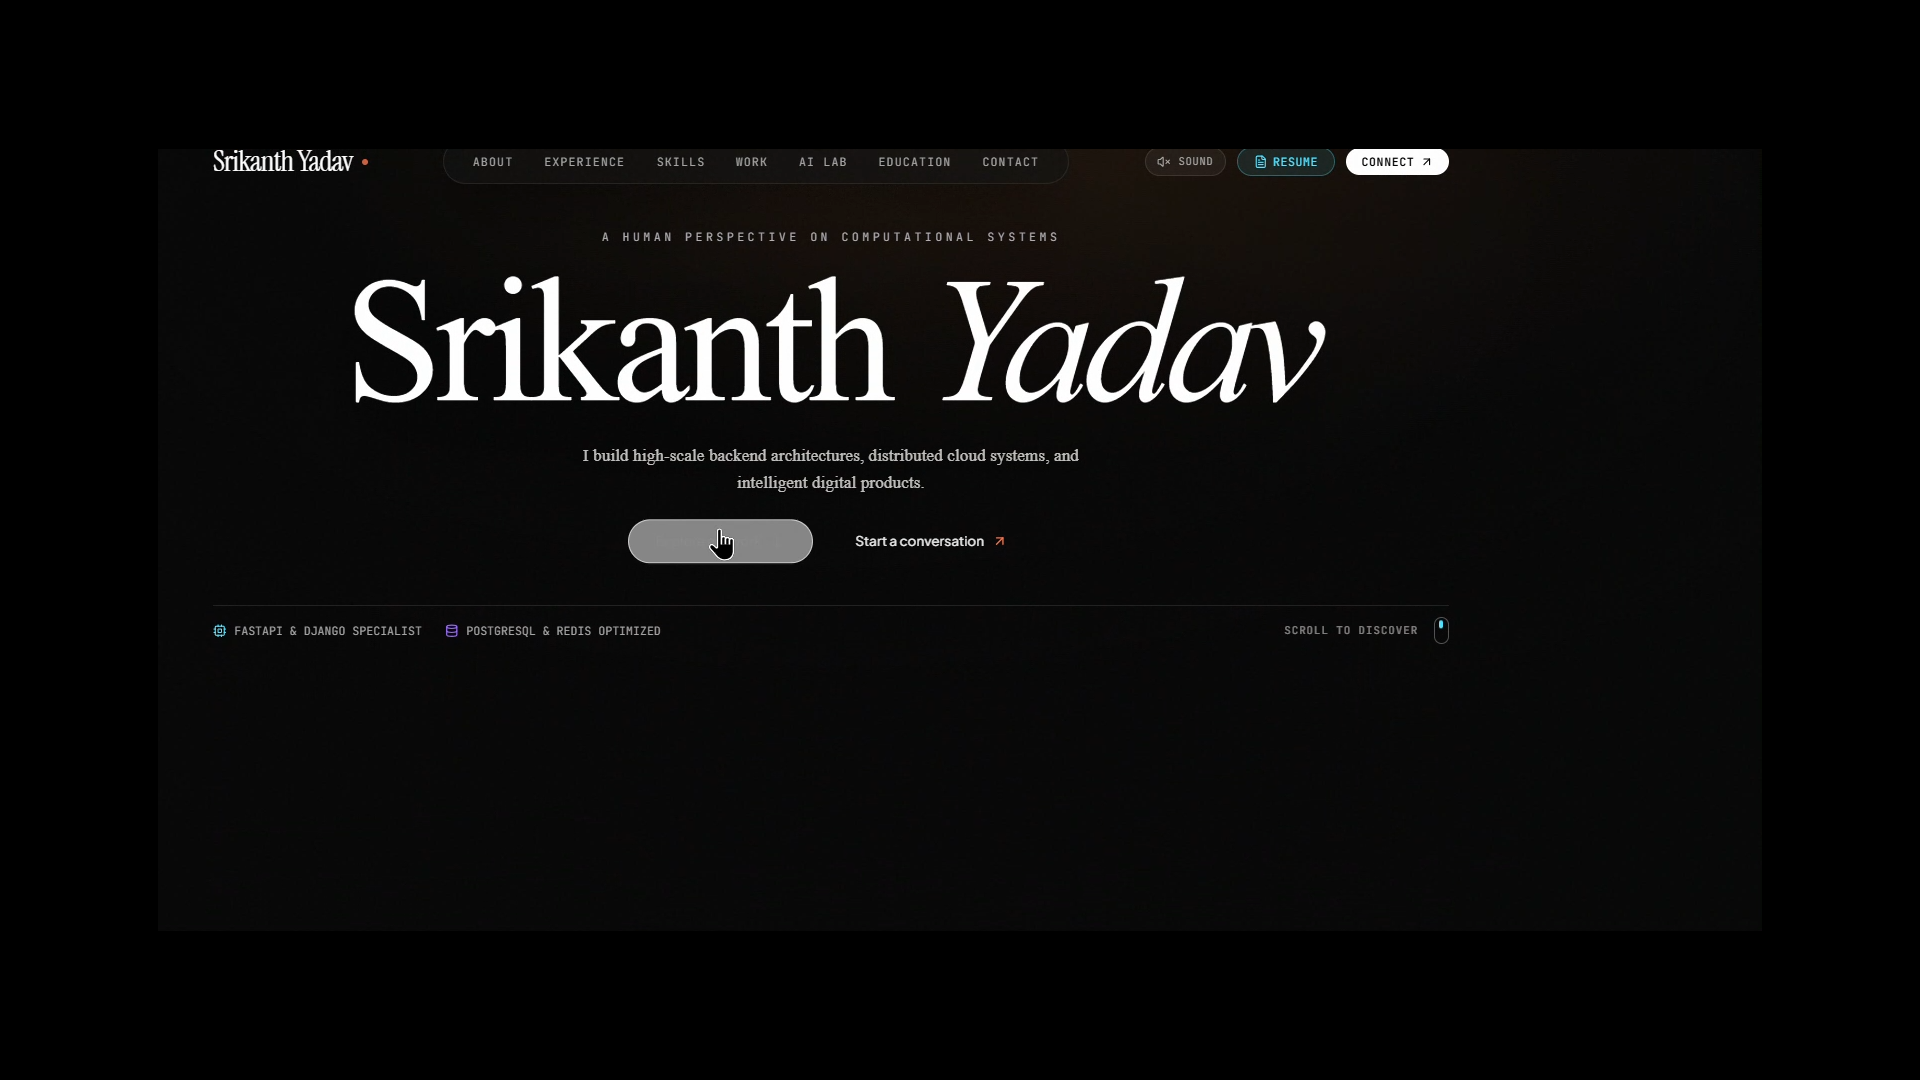 Srikanth Yadav
ABOUT EXPERIENCE SKILLS WORK AI LAB EDUCATION CONTACT
SOUND
RESUME
CONNECT
A HUMAN PERSPECTIVE ON COMPUTATIONAL SYSTEMS
Srikanth Yadav
I build high-scale backend architectures, distributed cloud systems, and
intelligent digital products.
Start a conversation
FASTAPI & DJANGO SPECIALIST
POSTGRESQL & REDIS OPTIMIZED
SCROLL TO DISCOVER